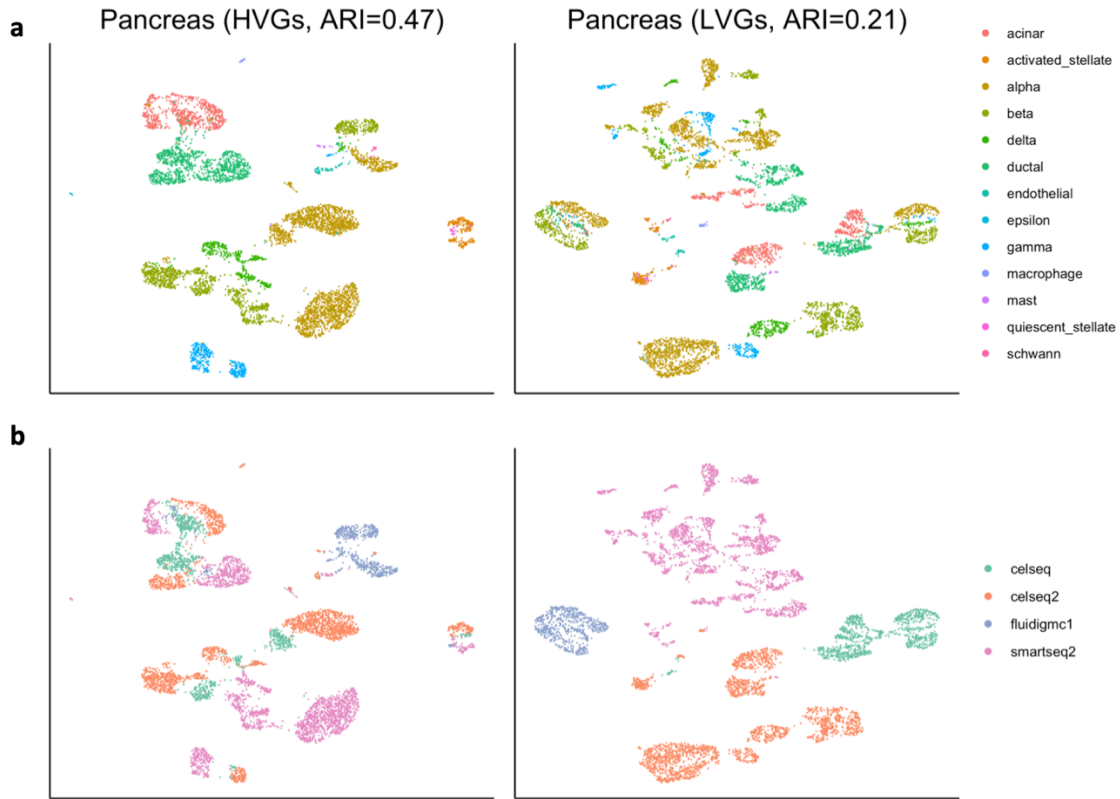 a
Pancreas (HVGs, ARI=0.47)
Pancreas (LVGs, ARI=0.21)
acinar
activated_stellate
alpha
beta
delta
ductal
endothelial
epsilon
gamma
macrophage
mast
quiescent_stellate
schwann
b
celseq
celseq2
fluidigmc1
smartseq2